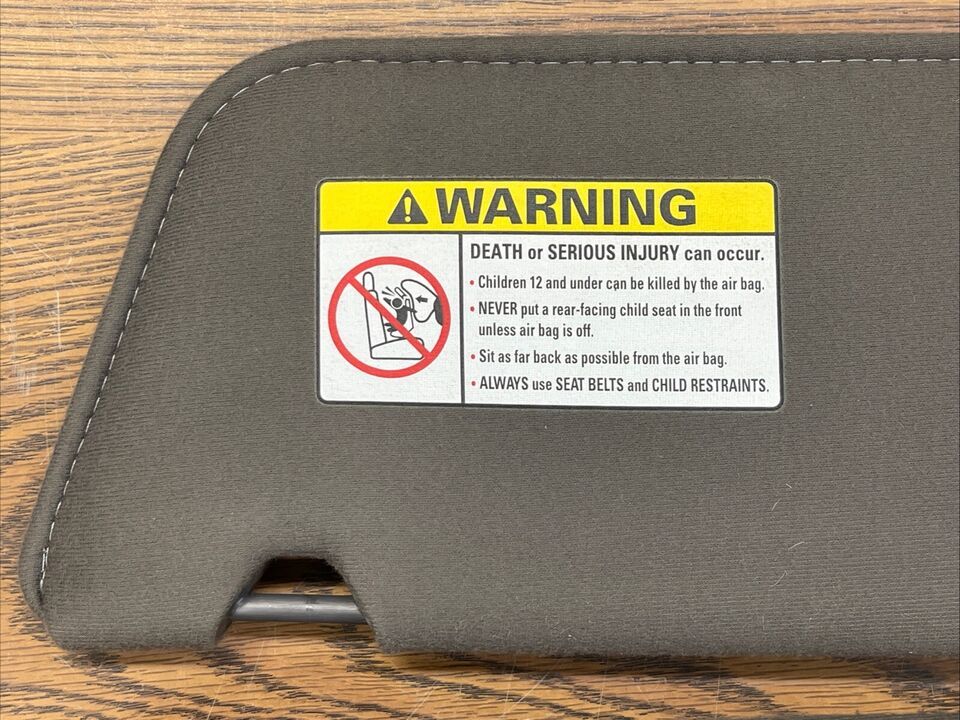 WARNING
DEATH or SERIOUS INJURY can occur.
• Children 12 and under can be killed by the air bag.
• NEVER put a rear-facing child seat in the front
unless air bag is off.
• Sit as far back as possible from the air bag.
• ALWAYS use SEAT BELTS and CHILD RESTRAINTS.